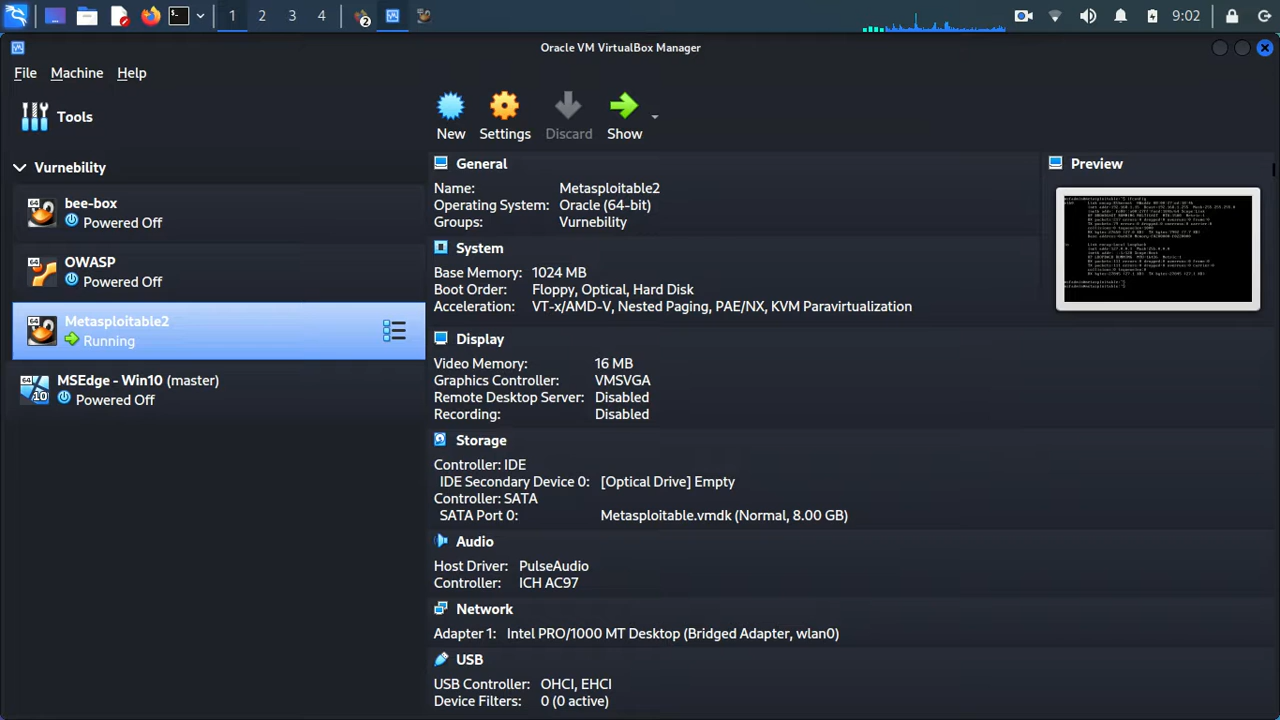 1 2 3 4
2
9:02
Oracle VM VirtualBox Manager
File Machine Help
Tools
New Settings Discard Show
Vurnebility
64
bee-box
Powered Off
64
OWASP
Powered Off
64
Metasploitable2
Running
64
10
MSEdge - Win10 (master)
Powered Off
General
Name: Metasploitable2
Operating System: Oracle (64-bit)
Groups: Vurnebility
System
Base Memory: 1024 MB
Boot Order: Floppy, Optical, Hard Disk
Acceleration: VT-x/AMD-V, Nested Paging, PAE/NX, KVM Paravirtualization
Display
Video Memory: 16 MB
Graphics Controller: VMSVGA
Remote Desktop Server: Disabled
Recording: Disabled
Storage
Controller: IDE
IDE Secondary Device 0: [Optical Drive] Empty
Controller: SATA
SATA Port 0: Metasploitable.vmdk (Normal, 8.00 GB)
Audio
Host Driver: PulseAudio
Controller: ICH AC97
Network
Adapter 1: Intel PRO/1000 MT Desktop (Bridged Adapter, wlan0)
USB
USB Controller: OHCI, EHCI
Device Filters: 0 (0 active)
Preview